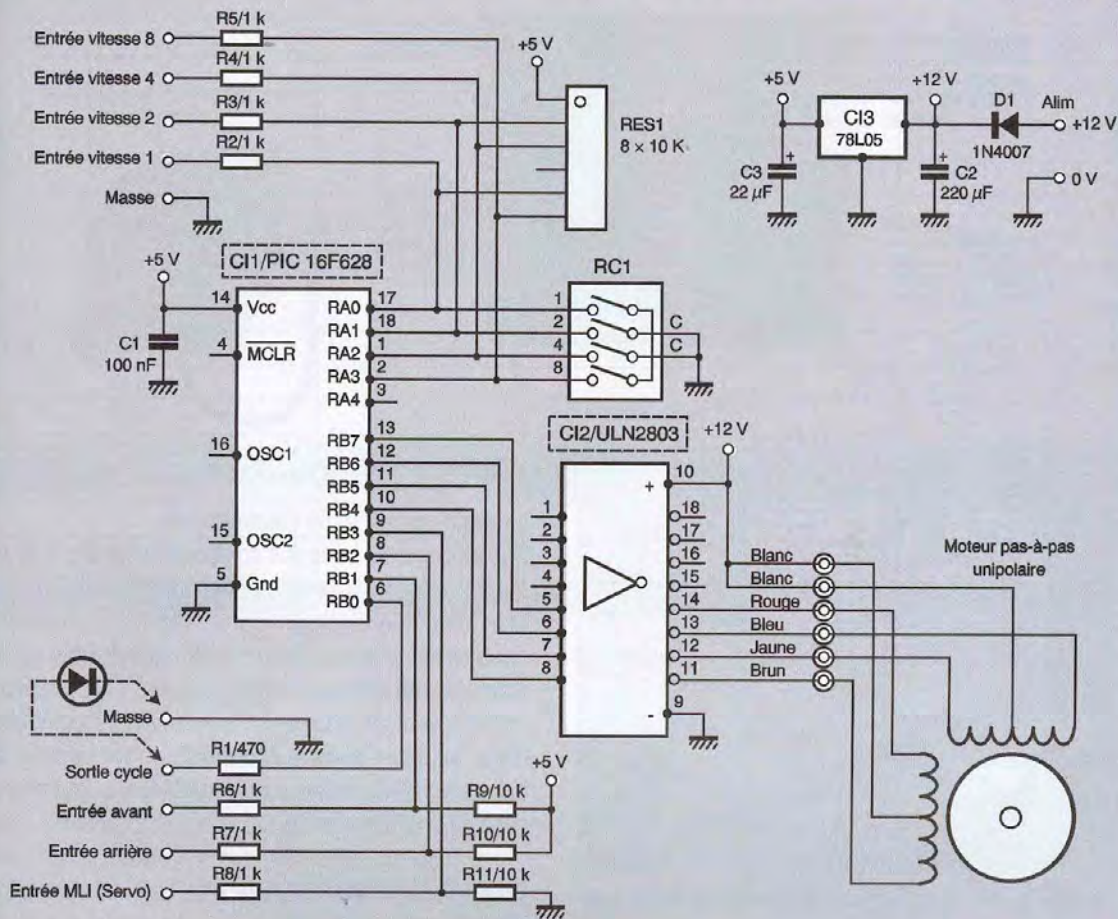 R5/1 k
Entrée vitesse 8
R4/1 k
Entrée vitesse 4
R3/1 k
Entrée vitesse 2
R2/1 k
Entrée vitesse 1
Masse
+5 V
RES1
8 × 10 K
+5 V
+12 V
D1
Alim
CI3
78L05
+12 V
1N4007
+
+
C3
22 µF
C2
220 µF
0 V
CI1/PIC 16F628
+5 V
14
Vcc
RA0
17
RA1
18
C1
100 nF
4
MCLR
RA2
1
RA3
2
RA4
3
16
OSC1
RB7
13
RB6
12
RB5
11
RB4
10
15
OSC2
RB3
9
RB2
8
5
Gnd
RB1
7
RB0
6
RC1
1
2
C
4
C
8
CI2/ULN2803
+12 V
+
10
1
18
2
17
3
16
4
15
5
14
6
13
7
12
8
11
9
-
Blanc
Blanc
Rouge
Bleu
Jaune
Brun
Moteur pas-à-pas
unipolaire
Masse
R1/470
Sortie cycle
R6/1 k
Entrée avant
R7/1 k
Entrée arrière
R8/1 k
Entrée MLI (Servo)
+5 V
R9/10 k
R10/10 k
R11/10 k